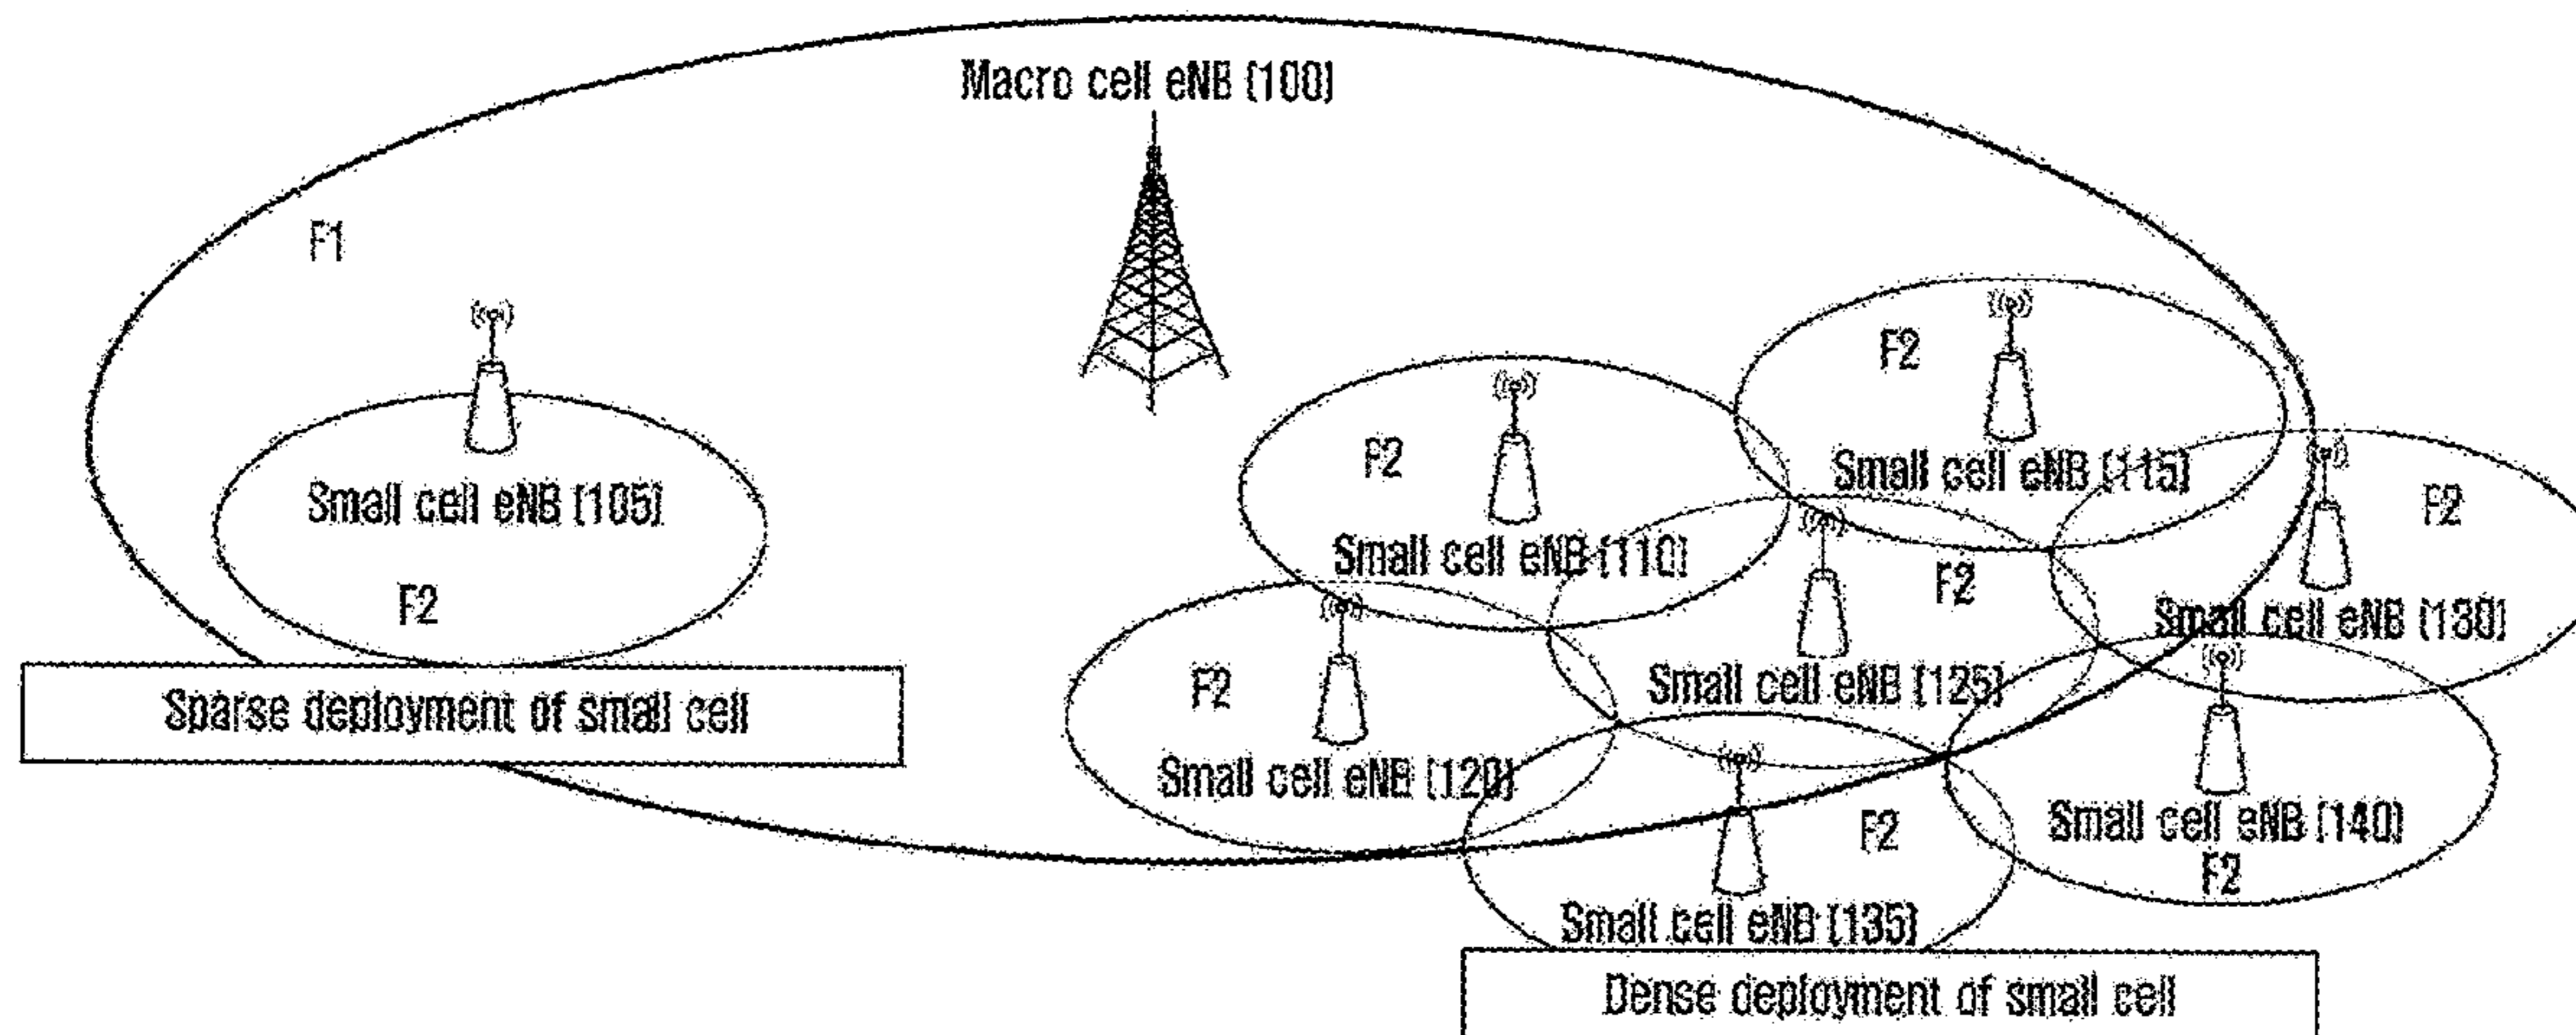 Macro cell eNB (100)
F1
F2
F2
Small cell eNB (115)
F2
Small cell eNB (105)
Small cell eNB (110)
F2
F2
Small cell eNB (130)
F2
Small cell eNB (125)
F2
Sparse deployment of small cell
Small cell eNB (120)
F2
Small cell eNB (140)
F2
Small cell eNB (135)
Dense deployment of small cell